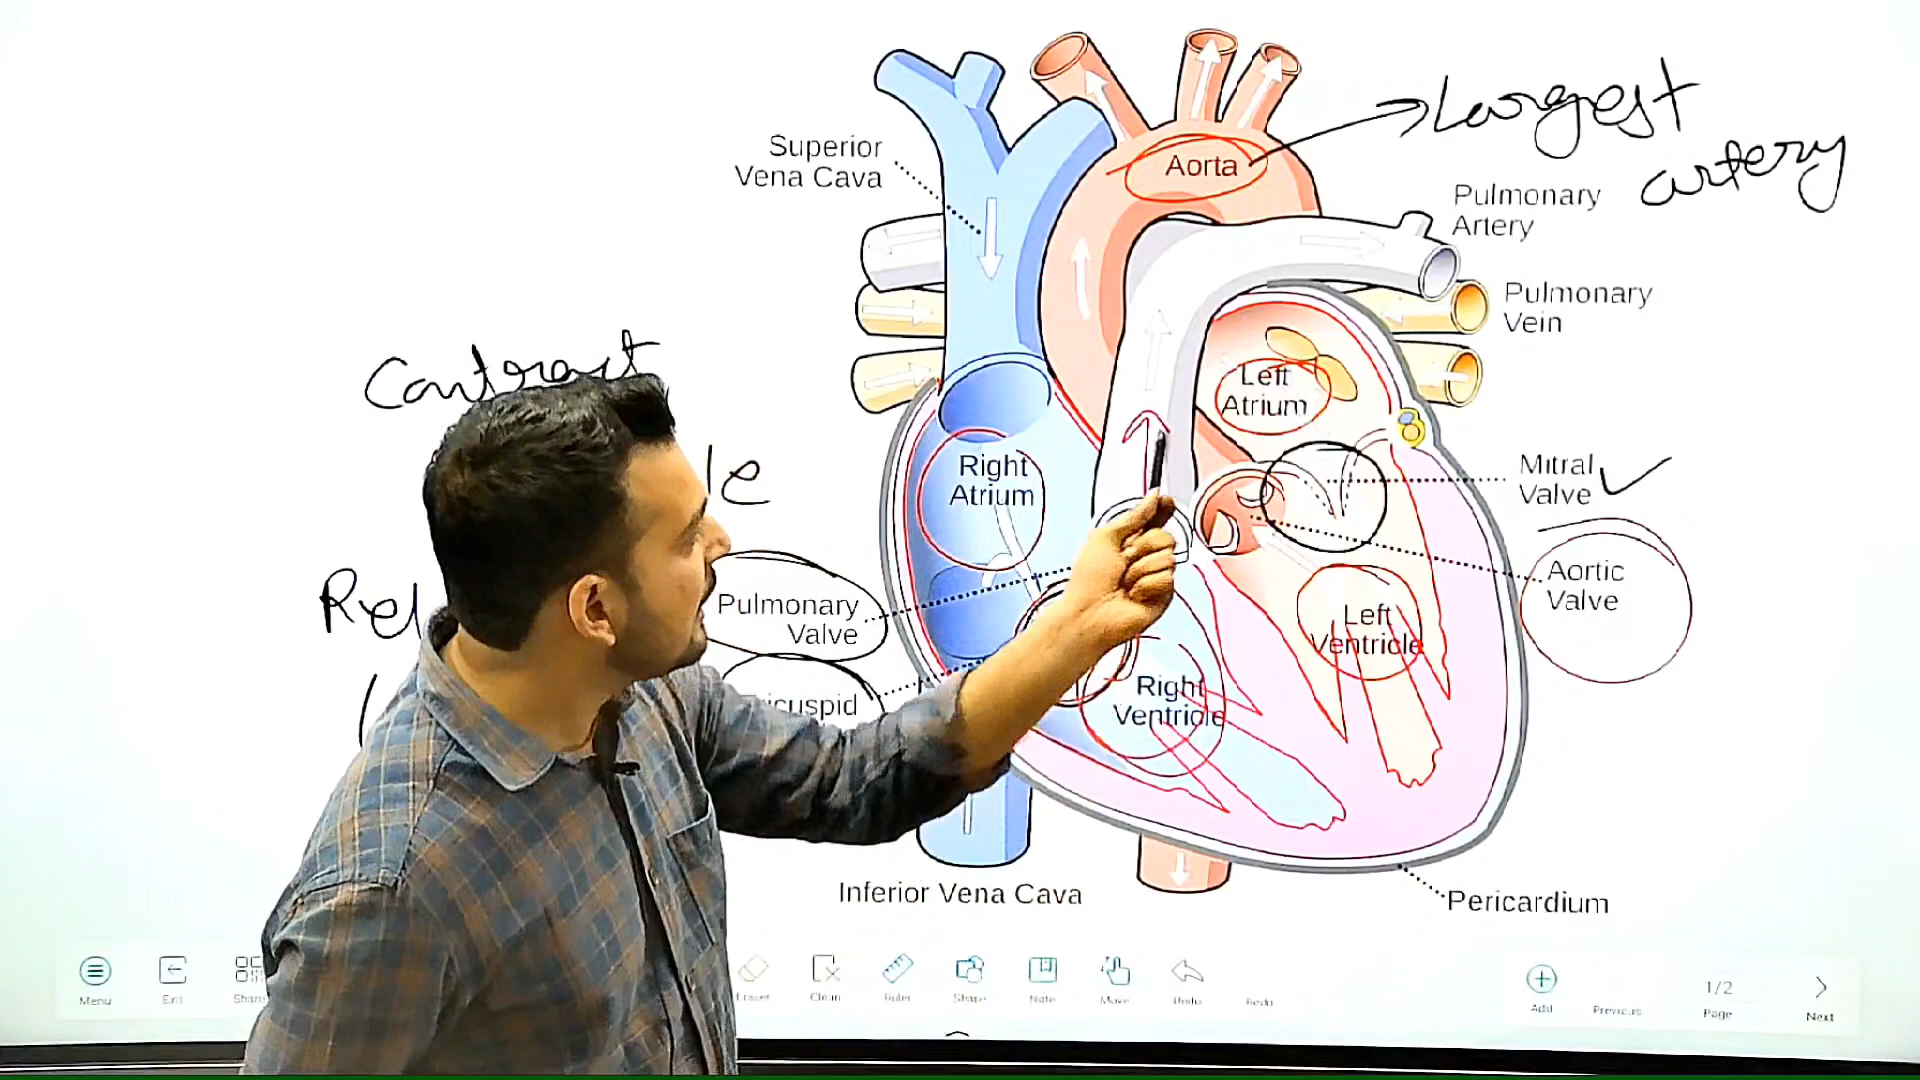 Superior
Vena Cava
Aorta
Largest
artery
Pulmonary
Artery
Pulmonary
Vein
Contract
Left
Atrium
Right
Atrium
Mitral
Valve
Aortic
Valve
Pulmonary
Valve
Left
Ventricle
Right
Ventricle
Inferior Vena Cava
Pericardium
Menu
Exit
Eraser
Clean
Ruler
Shape
Note
Move
Undo
Redo
Add
Previous
1/2
Page
Next